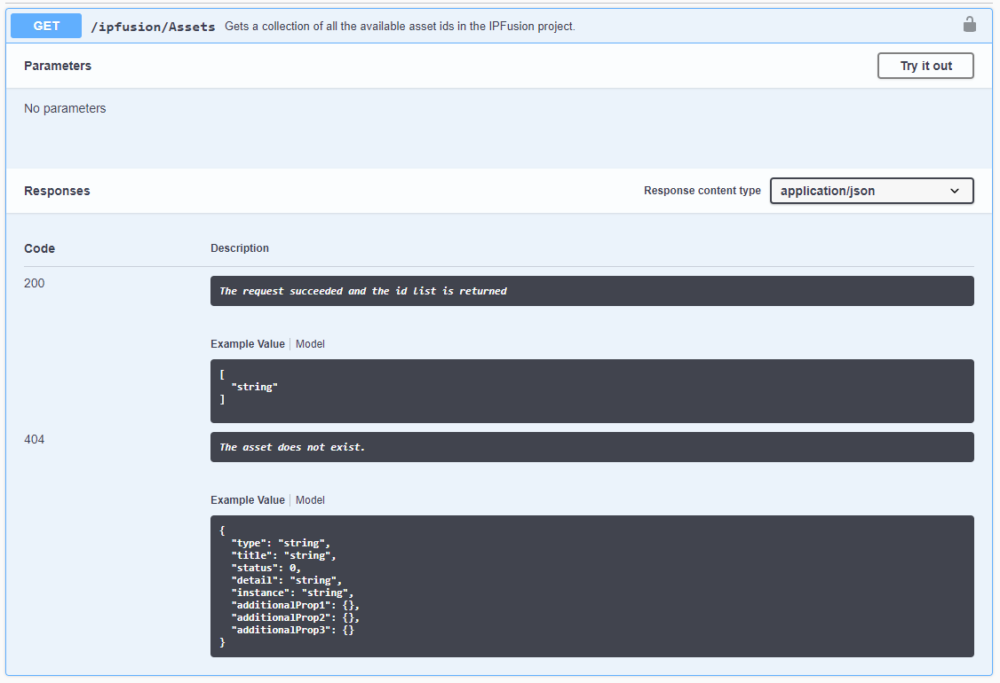 GET /ipfusion/Assets Gets a collection of all the available asset ids in the IPFusion project.
Parameters Try it out
No parameters
Responses Response content type application/json
Code Description
200 The request succeeded and the id list is returned
Example Value Model
[
"string"
]
404 The asset does not exist.
Example Value Model
{
"type": "string",
"title": "string",
"status": 0,
"detail": "string",
"instance": "string",
"additionalProp1": {},
"additionalProp2": {},
"additionalProp3": {}
}